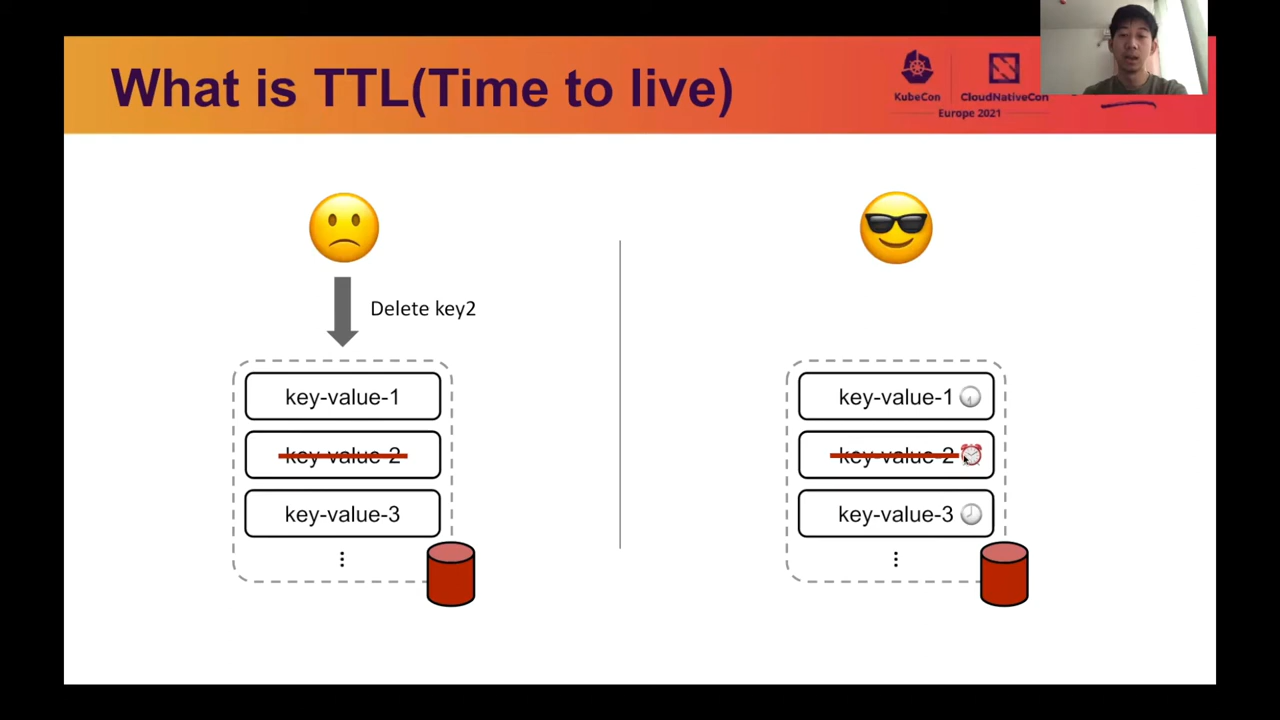 What is TTL(Time to live)
KubeCon
CloudNativeCon
Europe 2021
Delete key2
key-value-1
key-value-2
key-value-3
key-value-1
key-value-2
key-value-3